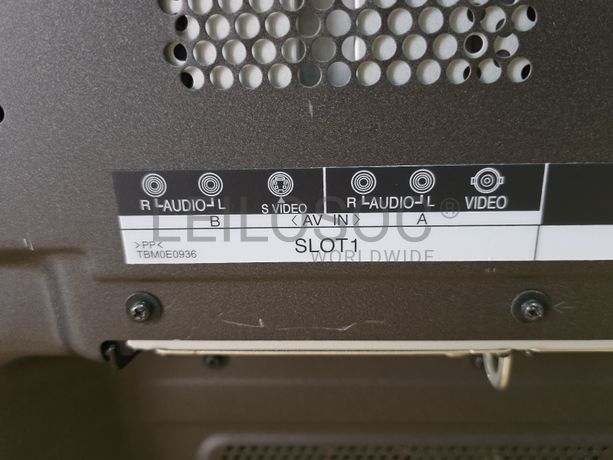 R AUDIO L S VIDEO R AUDIO L VIDEO
B <AV IN> A
LEILOSOC®
>PP< SLOT1
TBM0E0936 WORLDWIDE